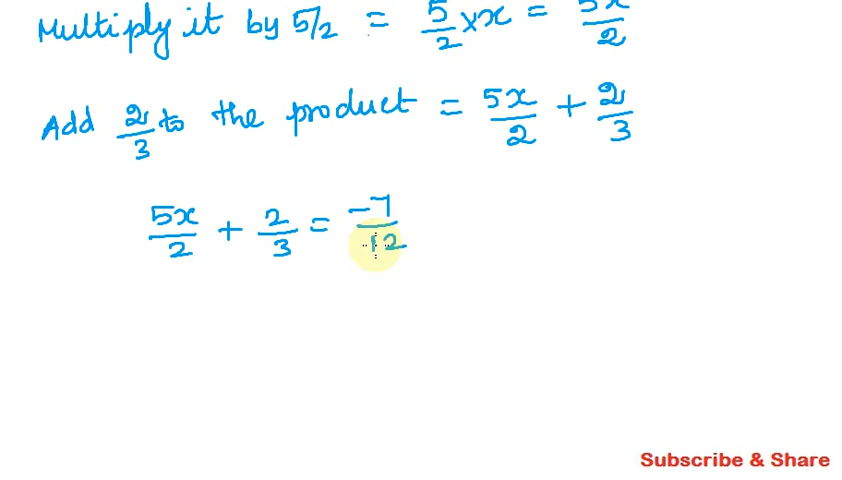 Multiply it by 5/2 = 5/2 × x = 5x/2
Add 2/3 to the product = 5x/2 + 2/3
5x/2 + 2/3 = -7/12
Subscribe & Share